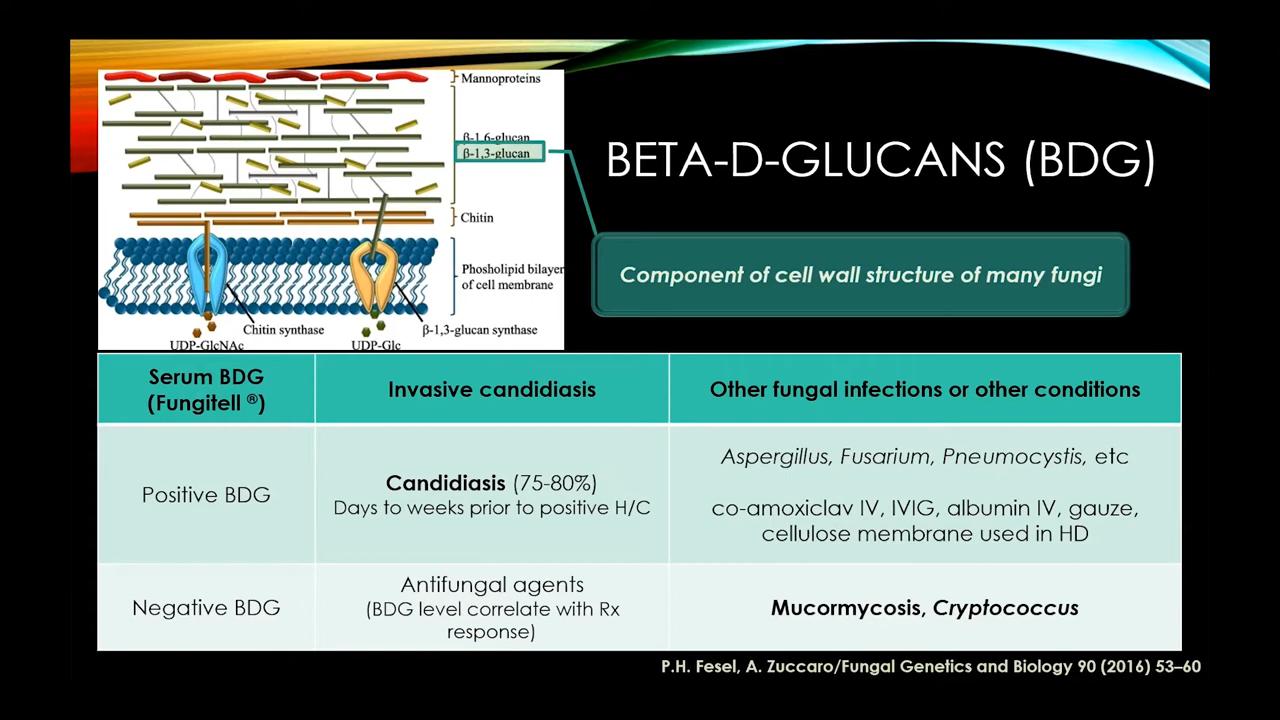 Mannoproteins
β-1,6-glucan
β-1,3-glucan
Chitin
Phosholipid bilayer
of cell membrane
Chitin synthase
β-1,3-glucan synthase
UDP-GlcNAc
UDP-Glc
BETA-D-GLUCANS (BDG)
Component of cell wall structure of many fungi
Serum BDG
(Fungitell ®)
Invasive candidiasis
Other fungal infections or other conditions
Positive BDG
Candidiasis (75-80%)
Days to weeks prior to positive H/C
Aspergillus, Fusarium, Pneumocystis, etc
co-amoxiclav IV, IVIG, albumin IV, gauze,
cellulose membrane used in HD
Negative BDG
Antifungal agents
(BDG level correlate with Rx
response)
Mucormycosis, Cryptococcus
P.H. Fesel, A. Zuccaro/Fungal Genetics and Biology 90 (2016) 53–60